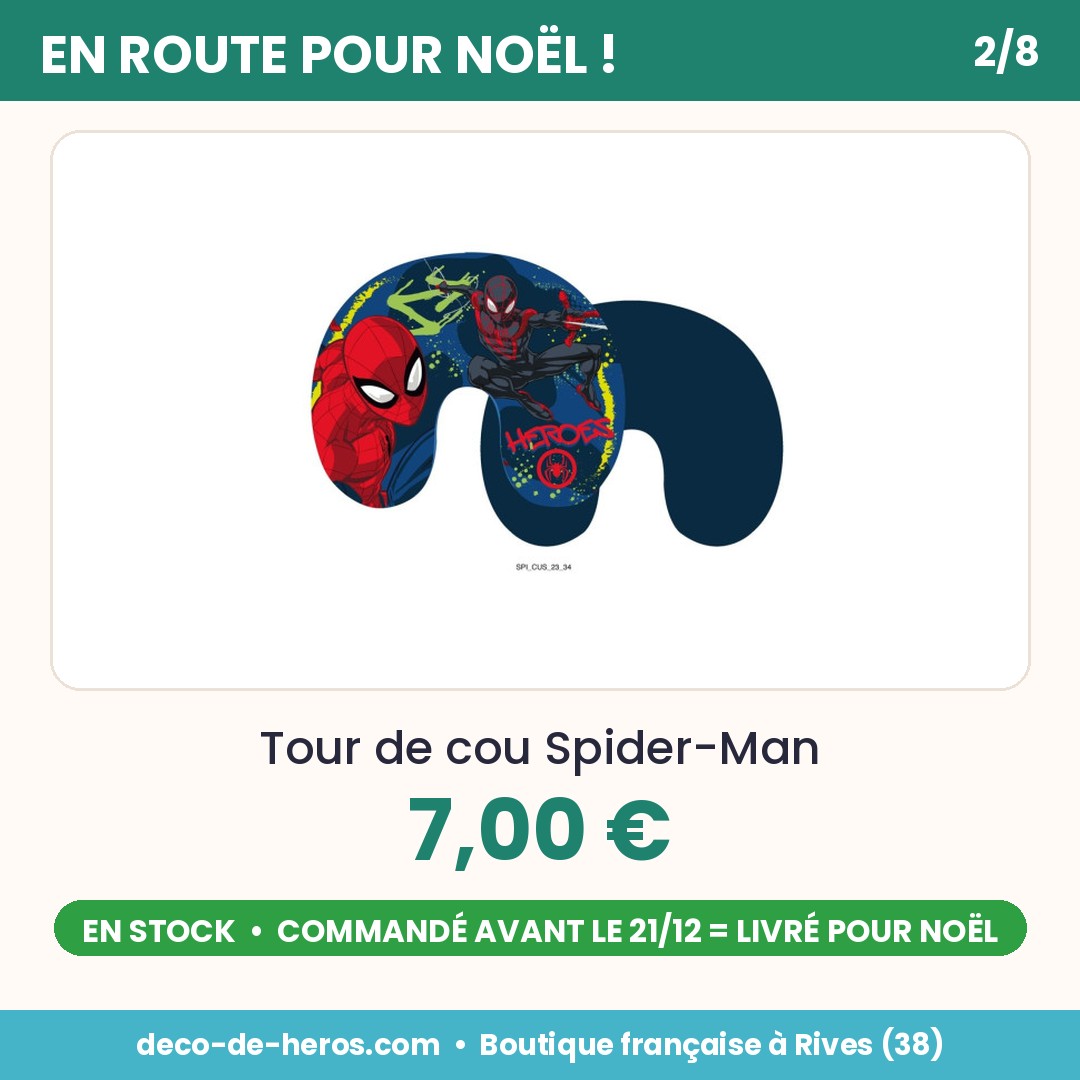 EN ROUTE POUR NOËL !
2/8
HEROES
SPI_CUS_23_34
Tour de cou Spider-Man
7,00 €
EN STOCK • COMMANDÉ AVANT LE 21/12 = LIVRÉ POUR NOËL
deco-de-heros.com • Boutique française à Rives (38)